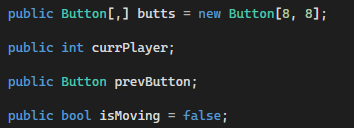 public Button[,] butts = new Button[8, 8];
public int currPlayer;
public Button prevButton;
public bool isMoving = false;